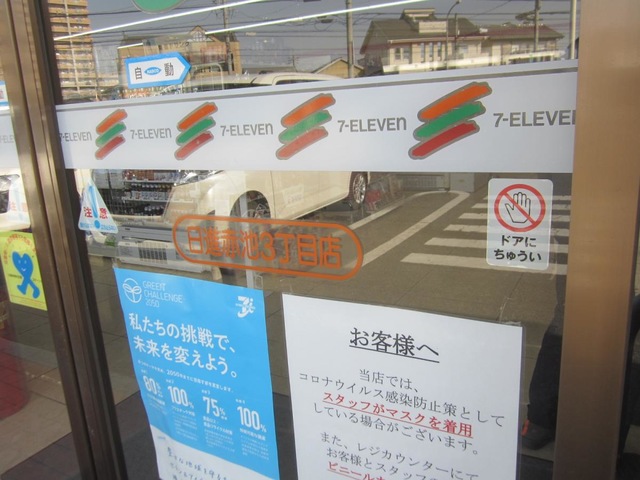 自動
7-ELEVEN 7-ELEVEN 7-ELEVEN 7-ELEVEN
注意
ドアに
ちゅうい
3丁目店
GREEN
CHALLENGE
2050
私たちの挑戦で、
未来を変えよう。
80% 100% 75% 100%
お客様へ
当店では、
コロナウイルス感染防止策として
スタッフがマスクを着用
している場合がございます。
また、レジカウンターにて
お客様とスタッフの